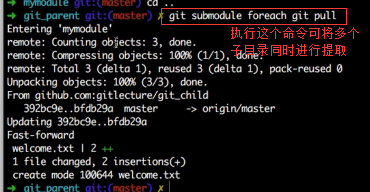 ➜ mymodule git:(master) cd ..
➜ git_parent git:(master) ✗ git submodule foreach git pull
Entering 'mymodule'
执行这个命令可将多个
remote: Counting objects: 3, done.
子目录同时进行提取
remote: Compressing objects: 100% (1/1), done.
remote: Total 3 (delta 1), reused 3 (delta 1), pack-reused 0
Unpacking objects: 100% (3/3), done.
From github.com:gitlecture/git_child
392bc9e..bfdb29a master -> origin/master
Updating 392bc9e..bfdb29a
Fast-forward
welcome.txt | 2 ++
1 file changed, 2 insertions(+)
create mode 100644 welcome.txt
➜ git_parent git:(master) ✗